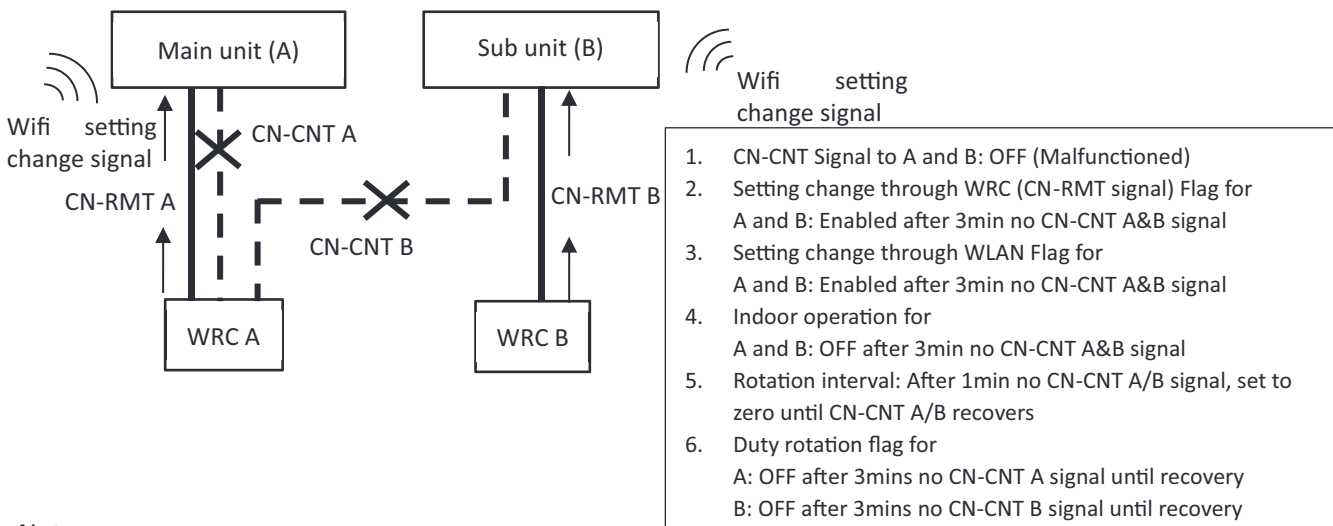 Main unit (A)
Sub unit (B)
Wifi setting
change signal
Wifi setting
change signal
CN-CNT A
CN-RMT A
CN-RMT B
CN-CNT B
WRC A
WRC B
1. CN-CNT Signal to A and B: OFF (Malfunctioned)
2. Setting change through WRC (CN-RMT signal) Flag for
A and B: Enabled after 3min no CN-CNT A&B signal
3. Setting change through WLAN Flag for
A and B: Enabled after 3min no CN-CNT A&B signal
4. Indoor operation for
A and B: OFF after 3min no CN-CNT A&B signal
5. Rotation interval: After 1min no CN-CNT A/B signal, set to
zero until CN-CNT A/B recovers
6. Duty rotation flag for
A: OFF after 3mins no CN-CNT A signal until recovery
B: OFF after 3mins no CN-CNT B signal until recovery